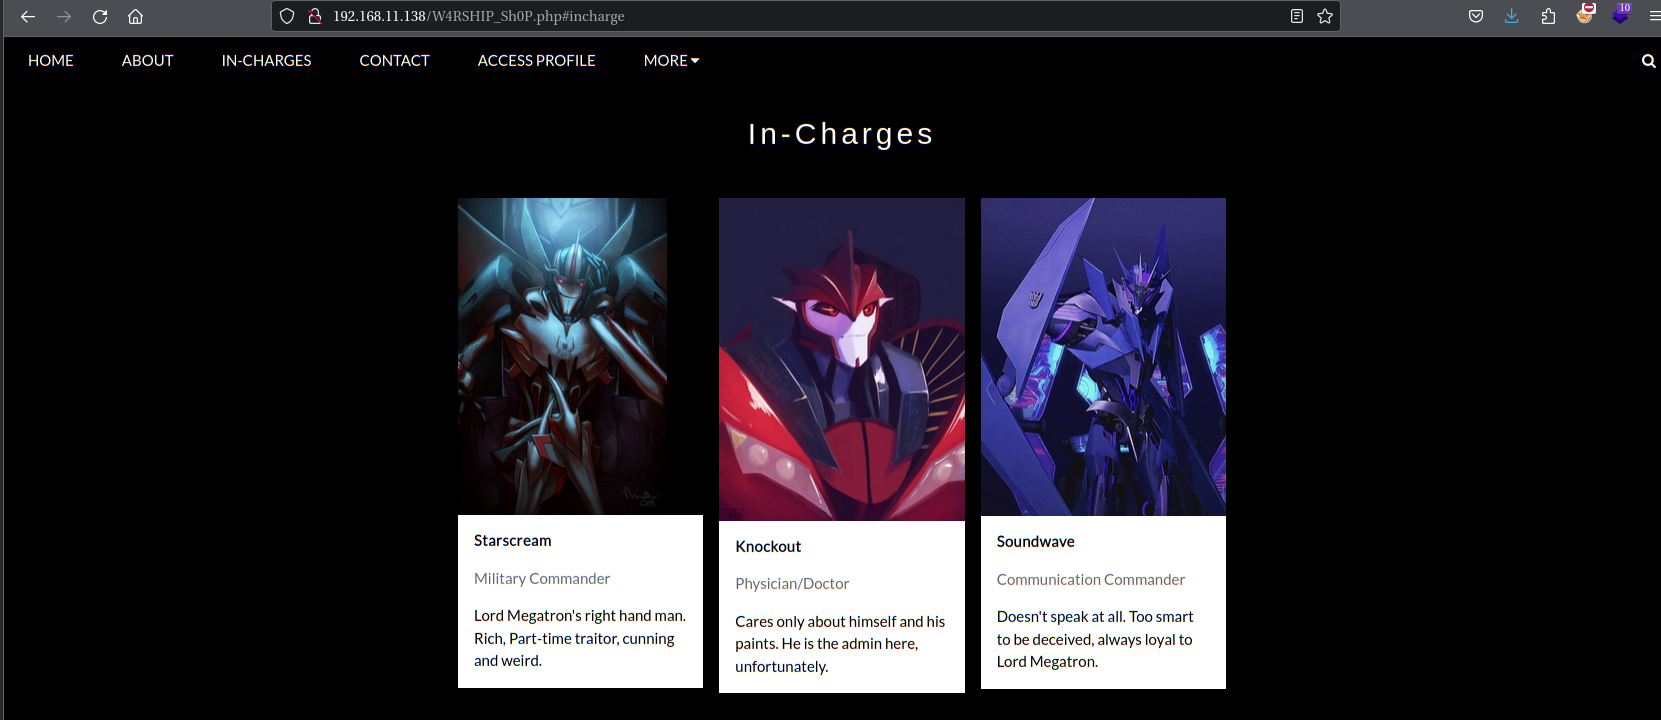 192.168.11.138/W4RSHIP_Sh0P.php#incharge
10
HOME ABOUT IN-CHARGES CONTACT ACCESS PROFILE MORE
In-Charges
Starscream
Military Commander
Lord Megatron's right hand man.
Rich, Part-time traitor, cunning
and weird.
Knockout
Physician/Doctor
Cares only about himself and his
paints. He is the admin here,
unfortunately.
Soundwave
Communication Commander
Doesn't speak at all. Too smart
to be deceived, always loyal to
Lord Megatron.